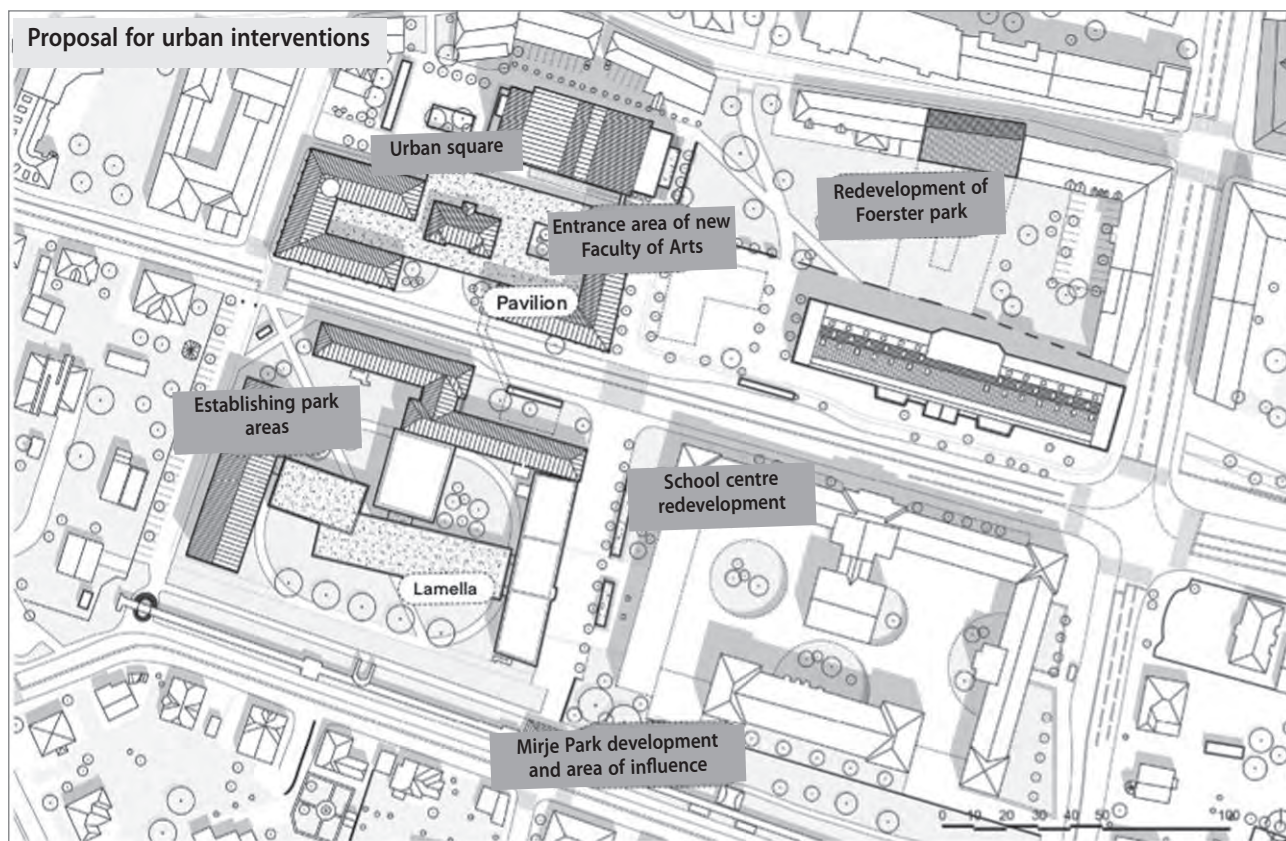 Proposal for urban interventions
Urban square
Redevelopment of
Foerster park
Entrance area of new
Faculty of Arts
Pavilion
Establishing park
areas
School centre
redevelopment
Lamella
Mirje Park development
and area of influence
0 10 20 30 40 50 100